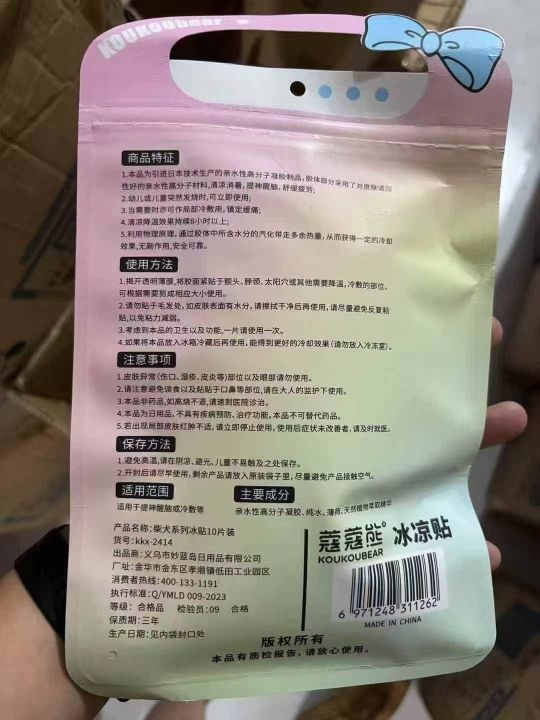 KOUKOUBear
商品特征
1.本品为引进日本技术生产的亲水性高分子凝胶制品，胶体部分采用了对皮肤适应
性好的亲水性高分子材料，清凉消暑，提神醒脑，舒缓疲劳；
2.幼儿或儿童突然发烧时，可立即使用；
3.当需要时亦可作局部冷敷用，镇定缓痛；
4.清凉降温效果持续8小时以上；
5.利用物理原理，通过胶体中所含水分的汽化带走多余热量，从而获得一定的冷却
效果，无副作用，安全可靠。
使用方法
1.揭开透明薄膜，将胶面紧贴于额头、脖颈、太阳穴或其他需要降温，冷敷的部位。
可根据需要剪成相应大小使用。
2.请勿贴于毛发处，如皮肤表面有水分，请擦拭干净后再使用，请尽量避免反复粘
贴，以免粘力减弱。
3.考虑到本品的卫生以及功能，一片请使用一次。
4.如果将本品放入冰箱冷藏后再使用，能得到更好的冷却效果（请勿放入冷冻室）。
注意事项
1.皮肤异常（伤口、湿疹、皮炎等）部位以及眼部请勿使用。
2.请注意避免误食以及粘贴于口鼻等部位，请在大人的监护下使用。
3.本品非药品，如高烧不退，请速到医院诊治。
4.本品为日用品，不具有疾病预防、治疗功能，本品不可替代药品。
5.若出现局部皮肤红肿不适，请立即停止使用，使用后症状未改善者，请及时就医。
保存方法
1.避免高温，请在阴凉、避光、儿童不易触及之处保存。
2.开封后请尽早使用，剩余产品请放入原装袋子里，尽量避免产品接触空气。
适用范围 主要成分
适用于提神醒脑或冷敷等 亲水性高分子凝胶、纯水、薄荷、天然植物萃取精华
产品名称：柴犬系列冰贴10片装
货号：kkx-2414
出品商：义乌市妙蓝岛日用品有限公司
厂址：金华市金东区孝顺镇低田工业园区
消费者热线：400-133-1191
执行标准：Q/YMLD 009-2023
等级：合格品 检验员：09 合格
保质期：三年
生产日期：见内袋封口处
蔻蔻熊® 冰凉贴
KOUKOUBEAR
6 971248 311262
MADE IN CHINA
版权所有
本品有质检报告，请放心使用。